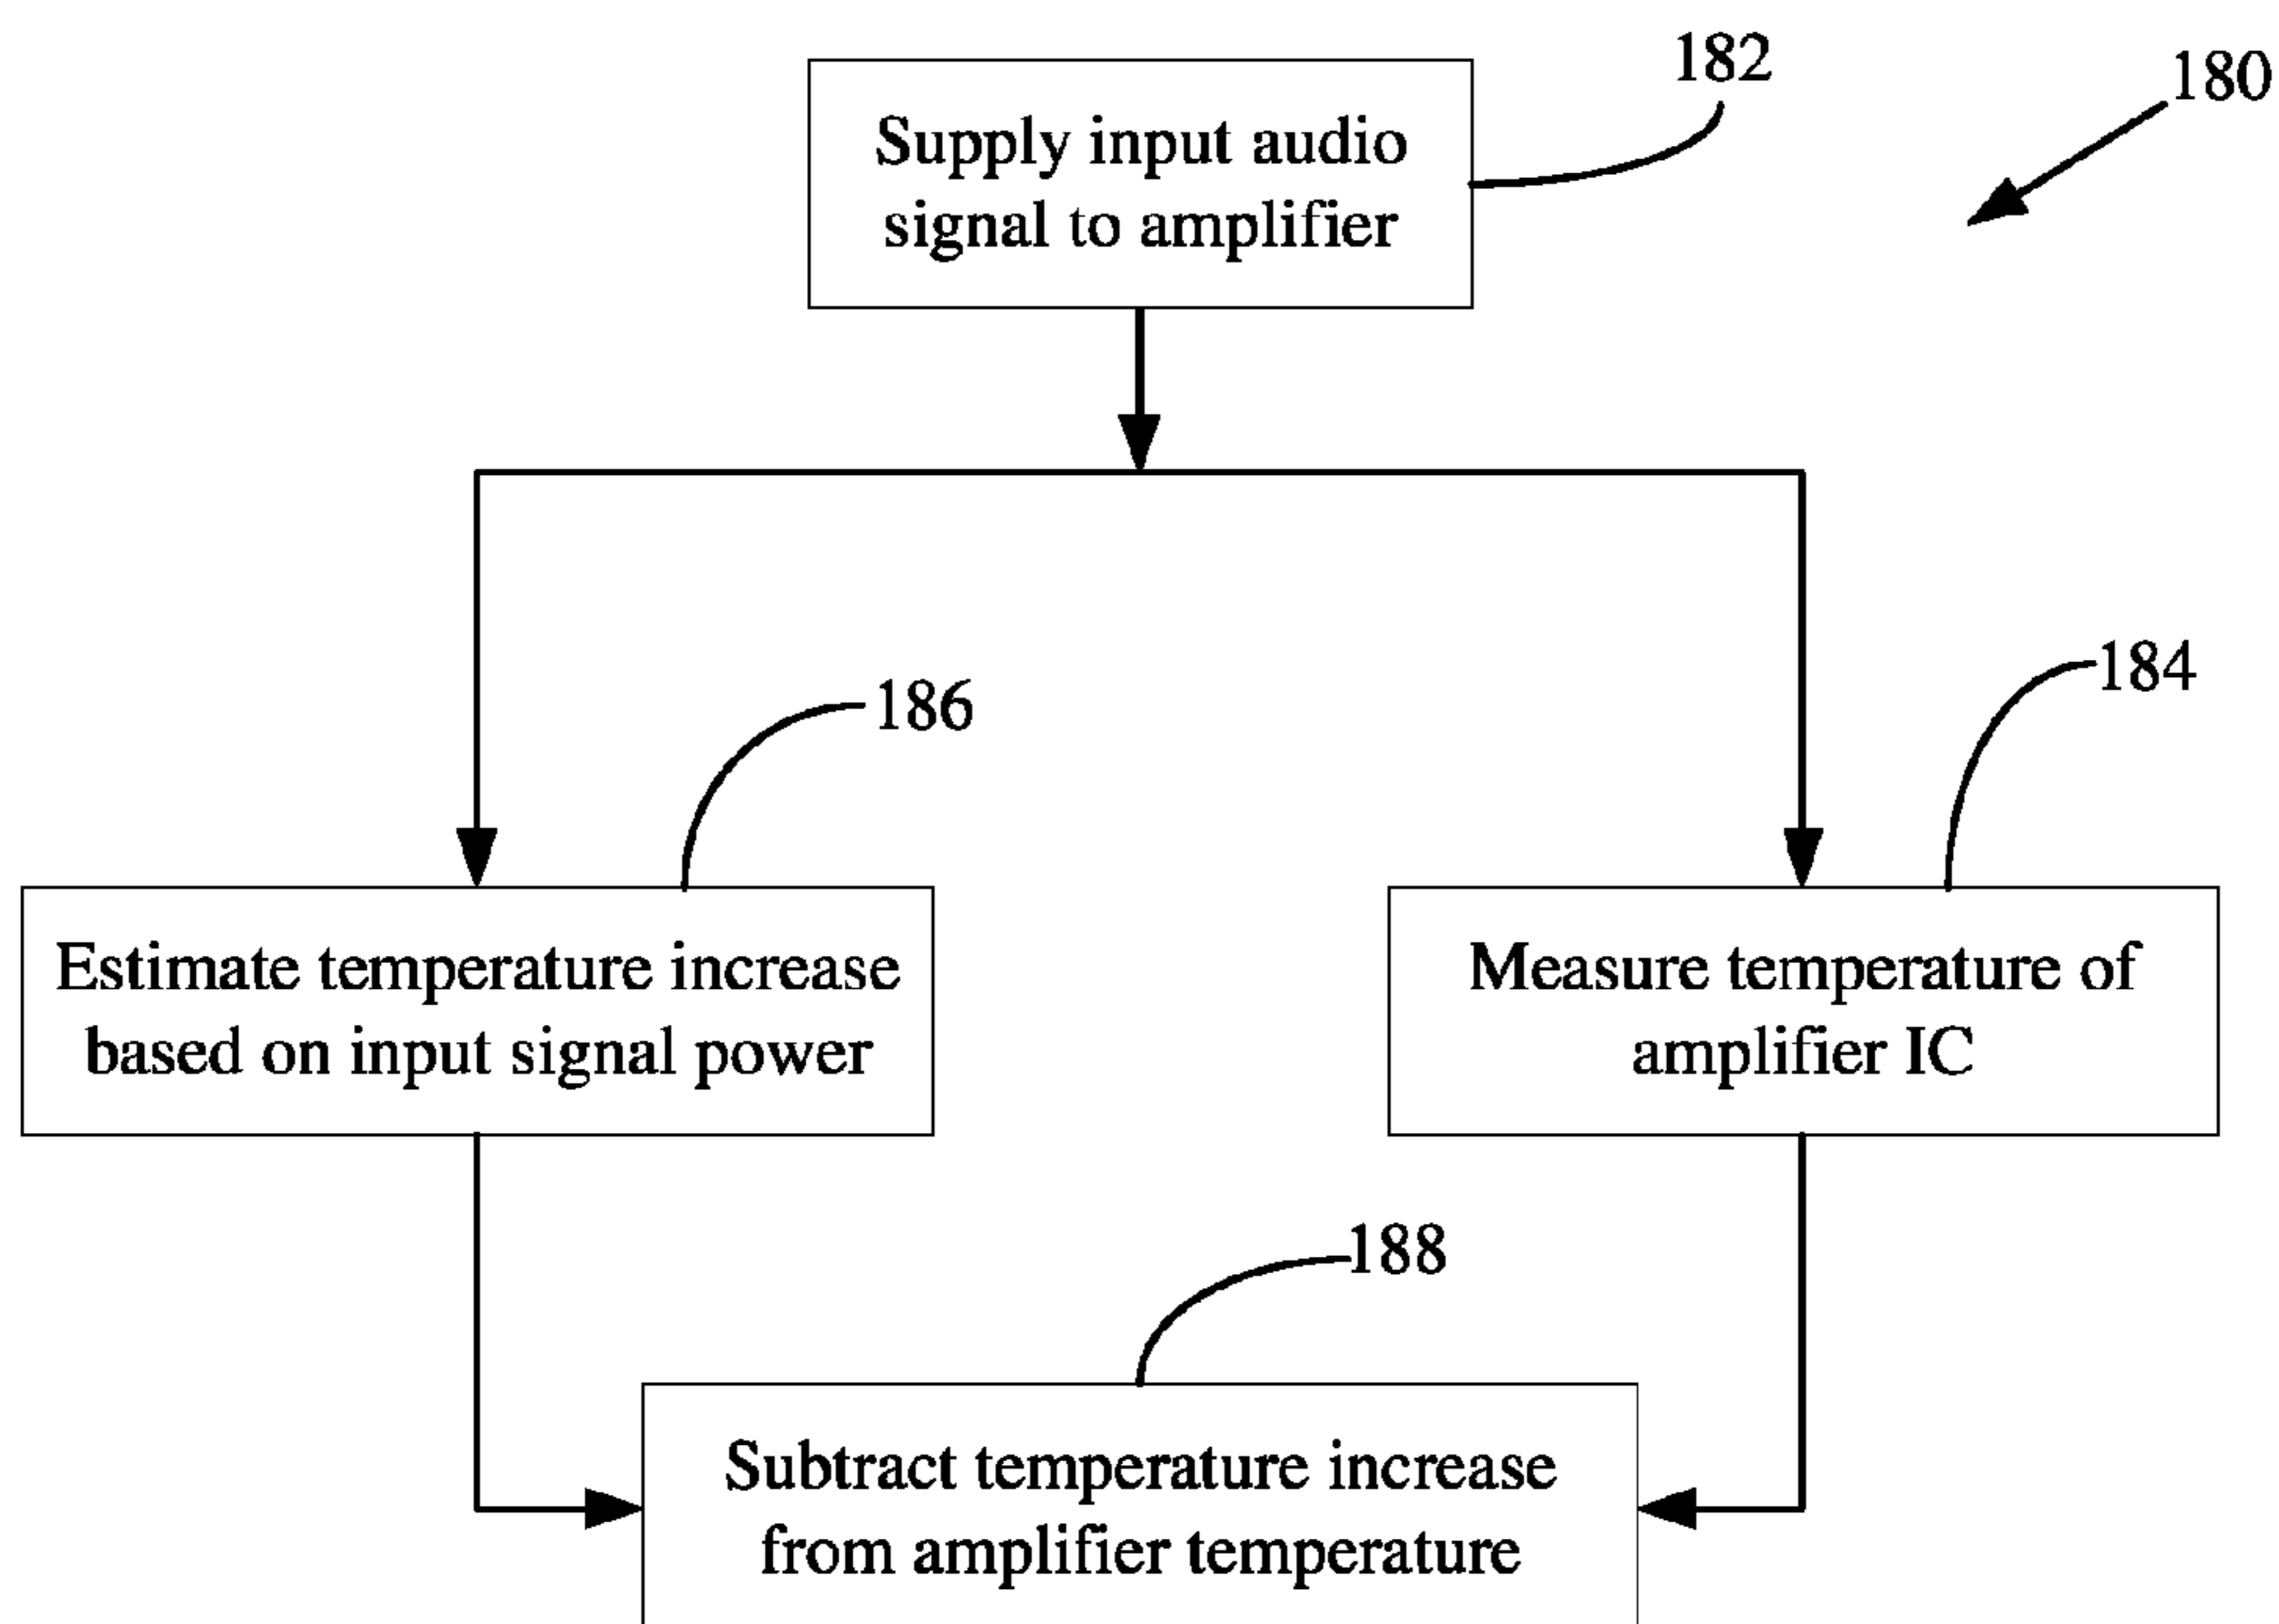 182
180
Supply input audio
signal to amplifier
186
184
Estimate temperature increase
based on input signal power
Measure temperature of
amplifier IC
188
Subtract temperature increase
from amplifier temperature